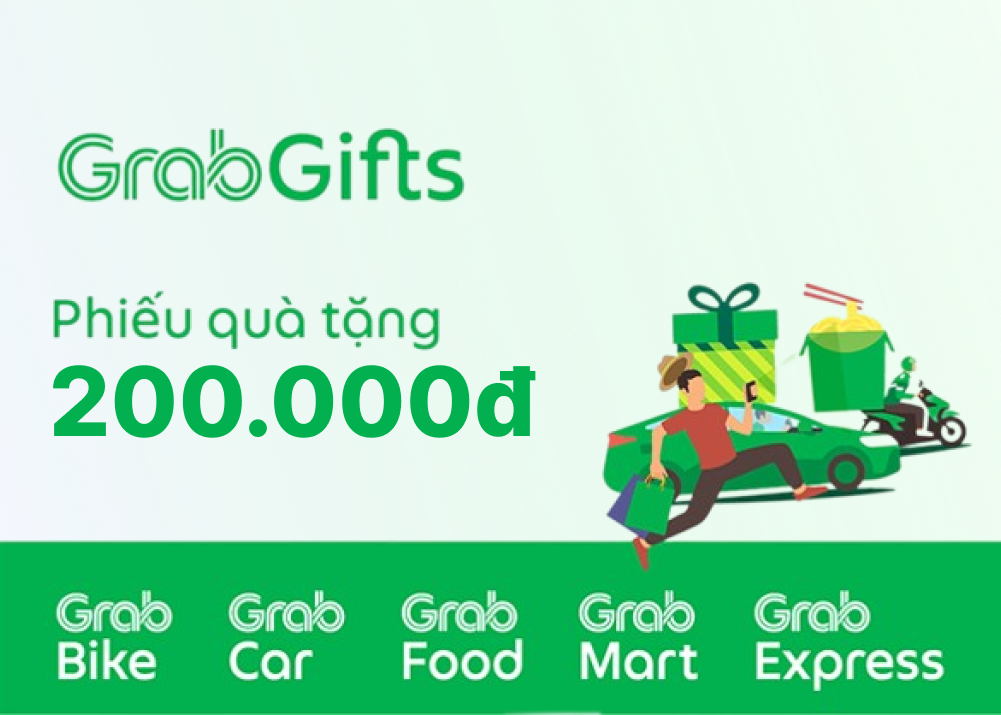 GrabGifts
Phiếu quà tặng
200.000đ
Grab Bike
Grab Car
Grab Food
Grab Mart
Grab Express